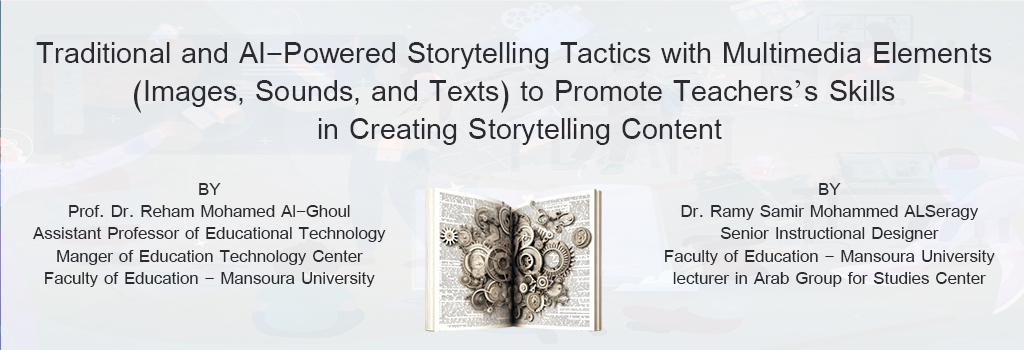 Traditional and AI-Powered Storytelling Tactics with Multimedia Elements
(Images, Sounds, and Texts) to Promote Teachers's Skills
in Creating Storytelling Content
BY
Prof. Dr. Reham Mohamed Al-Ghoul
Assistant Professor of Educational Technology
Manger of Education Technology Center
Faculty of Education - Mansoura University
BY
Dr. Ramy Samir Mohammed ALSeragy
Senior Instructional Designer
Faculty of Education - Mansoura University
lecturer in Arab Group for Studies Center